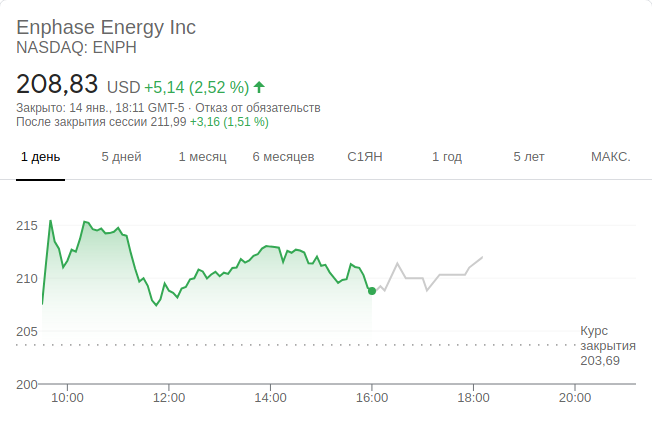 Enphase Energy Inc
NASDAQ: ENPH
208,83 USD +5,14 (2,52 %)
Закрыто: 14 янв., 18:11 GMT-5 · Отказ от обязательств
После закрытия сессии 211,99 +3,16 (1,51 %)
1 день 5 дней 1 месяц 6 месяцев С1ЯН 1 год 5 лет МАКС.
215
210
205
Курс
закрытия
203,69
200
10:00 12:00 14:00 16:00 18:00 20:00